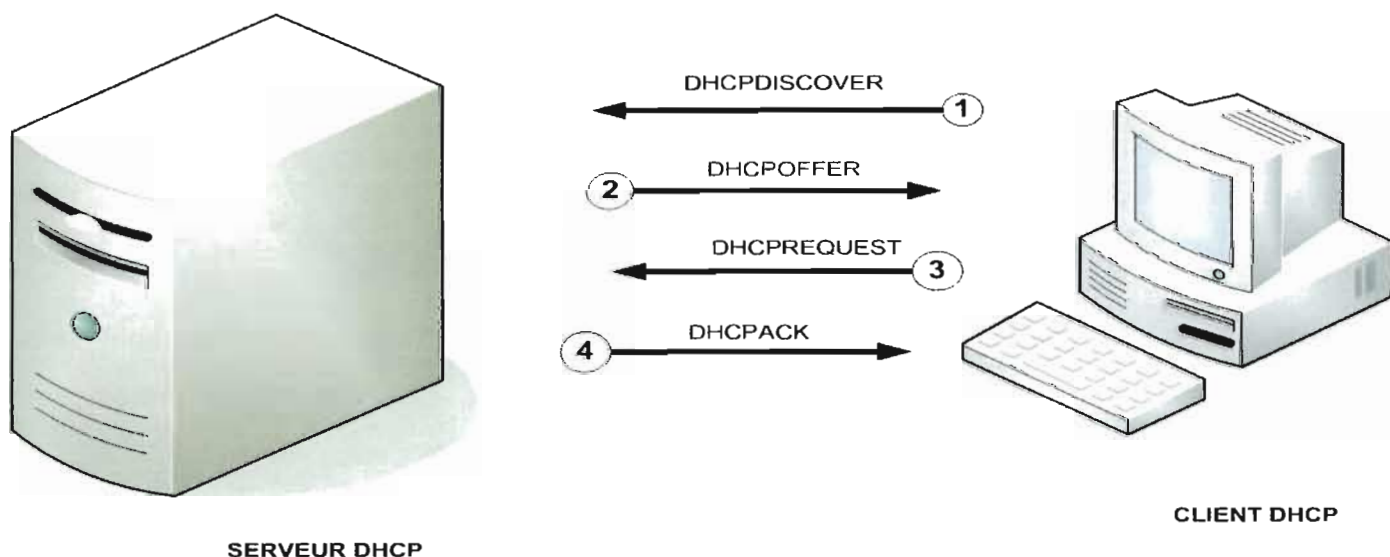 DHCPDISCOVER
1
DHCPOFFER
2
DHCPREQUEST
3
DHCPACK
4
CLIENT DHCP
SERVEUR DHCP